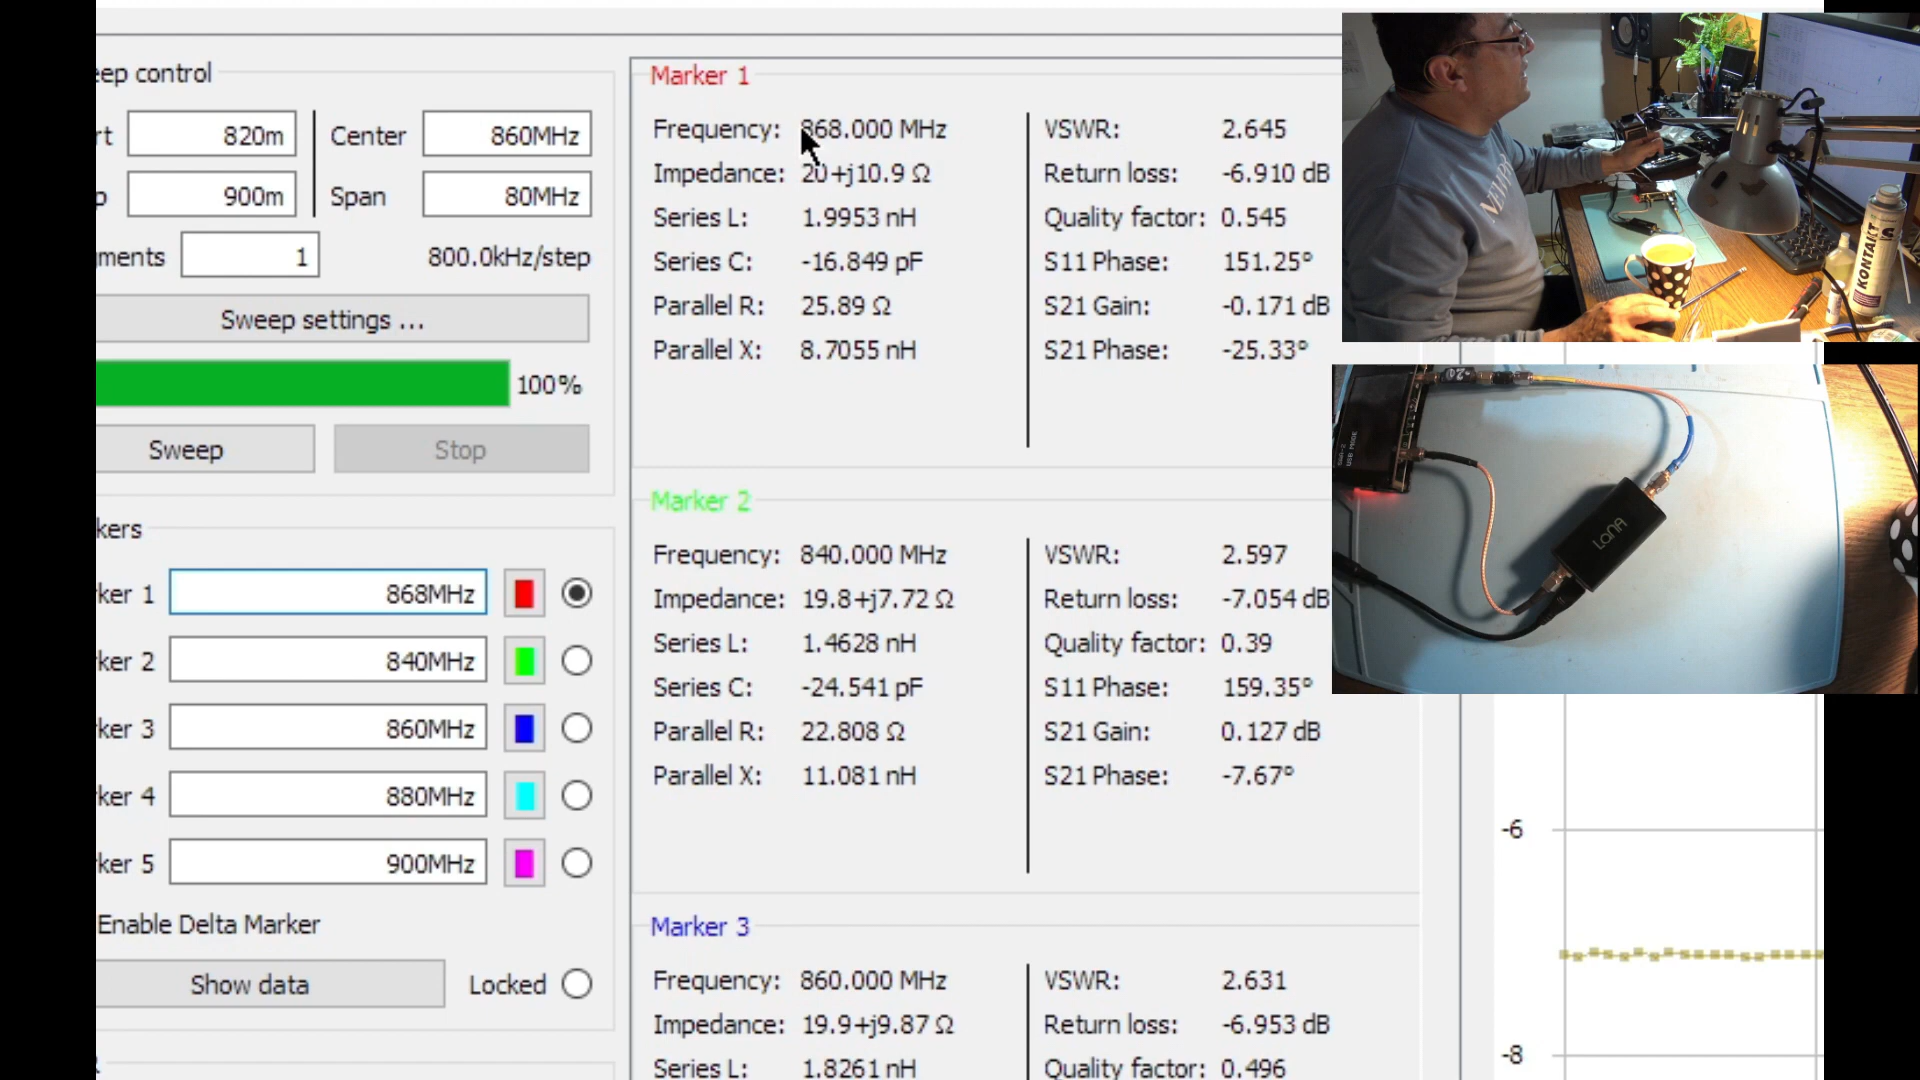 eep control
rt 820m Center 860MHz
p 900m Span 80MHz
ments 1 800.0kHz/step
Sweep settings ...
100%
Sweep Stop
kers
ker 1 868MHz
ker 2 840MHz
ker 3 860MHz
ker 4 880MHz
ker 5 900MHz
Enable Delta Marker
Show data Locked
Marker 1
Frequency: 868.000 MHz VSWR: 2.645
Impedance: 20+j10.9 Ω Return loss: -6.910 dB
Series L: 1.9953 nH Quality factor: 0.545
Series C: -16.849 pF S11 Phase: 151.25°
Parallel R: 25.89 Ω S21 Gain: -0.171 dB
Parallel X: 8.7055 nH S21 Phase: -25.33°
Marker 2
Frequency: 840.000 MHz VSWR: 2.597
Impedance: 19.8+j7.72 Ω Return loss: -7.054 dB
Series L: 1.4628 nH Quality factor: 0.39
Series C: -24.541 pF S11 Phase: 159.35°
Parallel R: 22.808 Ω S21 Gain: 0.127 dB
Parallel X: 11.081 nH S21 Phase: -7.67°
Marker 3
Frequency: 860.000 MHz VSWR: 2.631
Impedance: 19.9+j9.87 Ω Return loss: -6.953 dB
Series L: 1.8261 nH Quality factor: 0.496
KONTAKT
LaNA
-6
-8